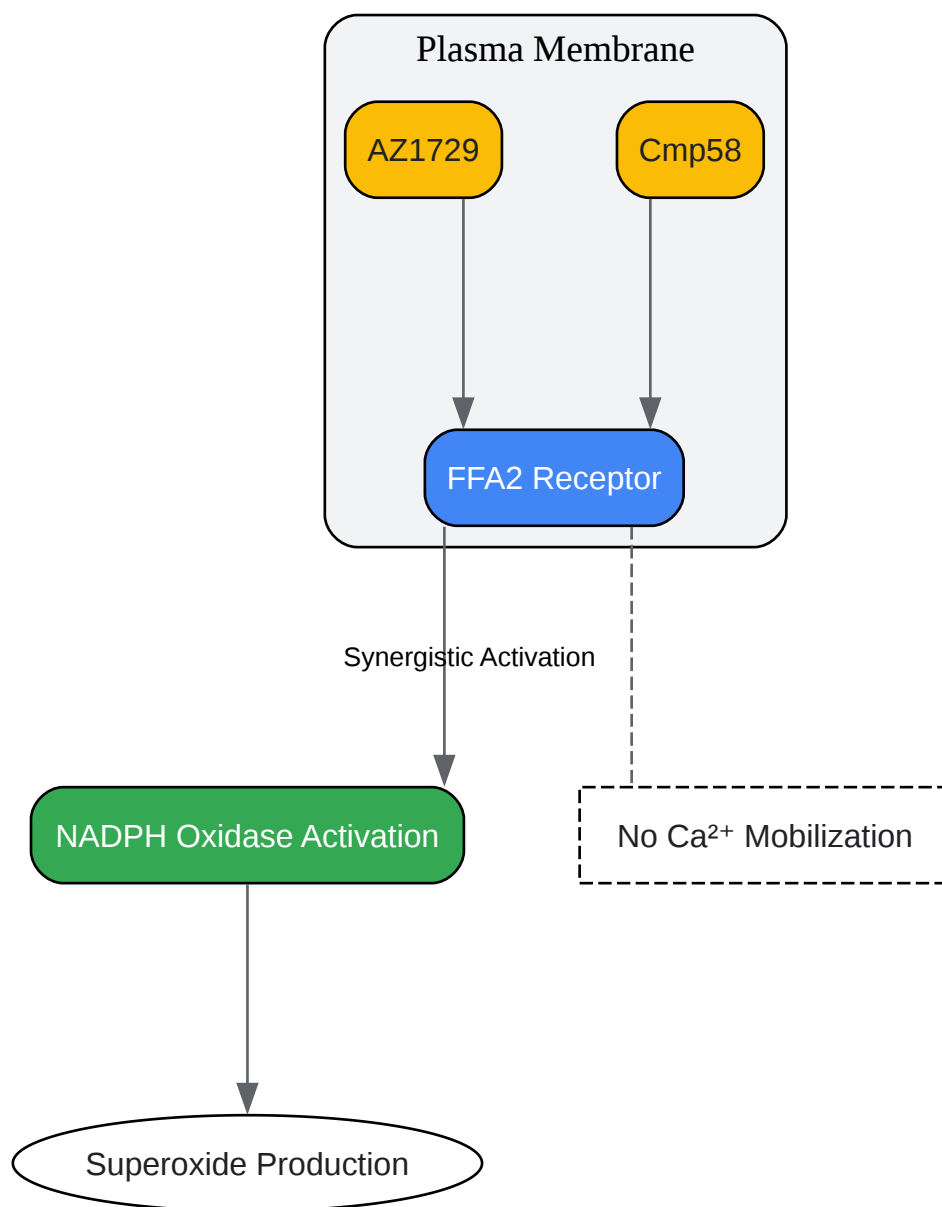 Plasma Membrane
AZ1729
Cmp58
FFA2 Receptor
Synergistic Activation
NADPH Oxidase Activation
No Ca²⁺ Mobilization
Superoxide Production